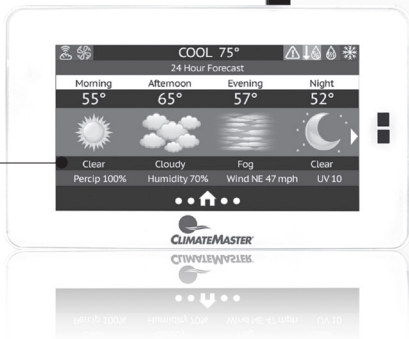 COOL 75°
24 Hour Forecast
Morning Afternoon Evening Night
55° 65° 57° 52°
Clear Cloudy Fog Clear
Percip 100% Humidity 70% Wind NE 47 mph UV 10
CLIMATEMASTER